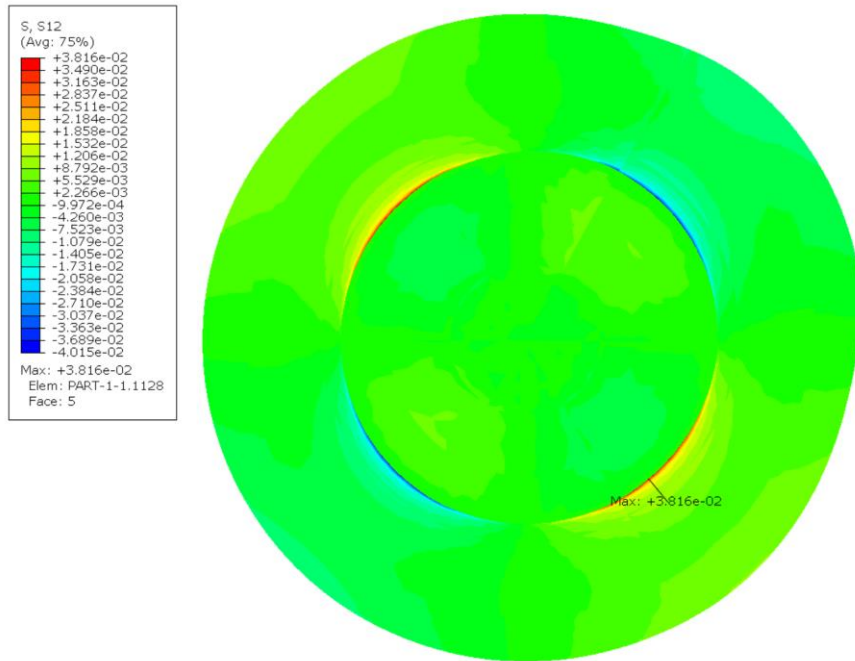 S, S12
(Avg: 75%)
+3.816e-02
+3.490e-02
+3.163e-02
+2.837e-02
+2.511e-02
+2.184e-02
+1.858e-02
+1.532e-02
+1.206e-02
+8.792e-03
+5.529e-03
+2.266e-03
-9.972e-04
-4.260e-03
-7.523e-03
-1.079e-02
-1.405e-02
-1.731e-02
-2.058e-02
-2.384e-02
-2.710e-02
-3.037e-02
-3.363e-02
-3.689e-02
-4.015e-02
Max: +3.816e-02
Elem: PART-1-1.1128
Face: 5
Max: +3.816e-02